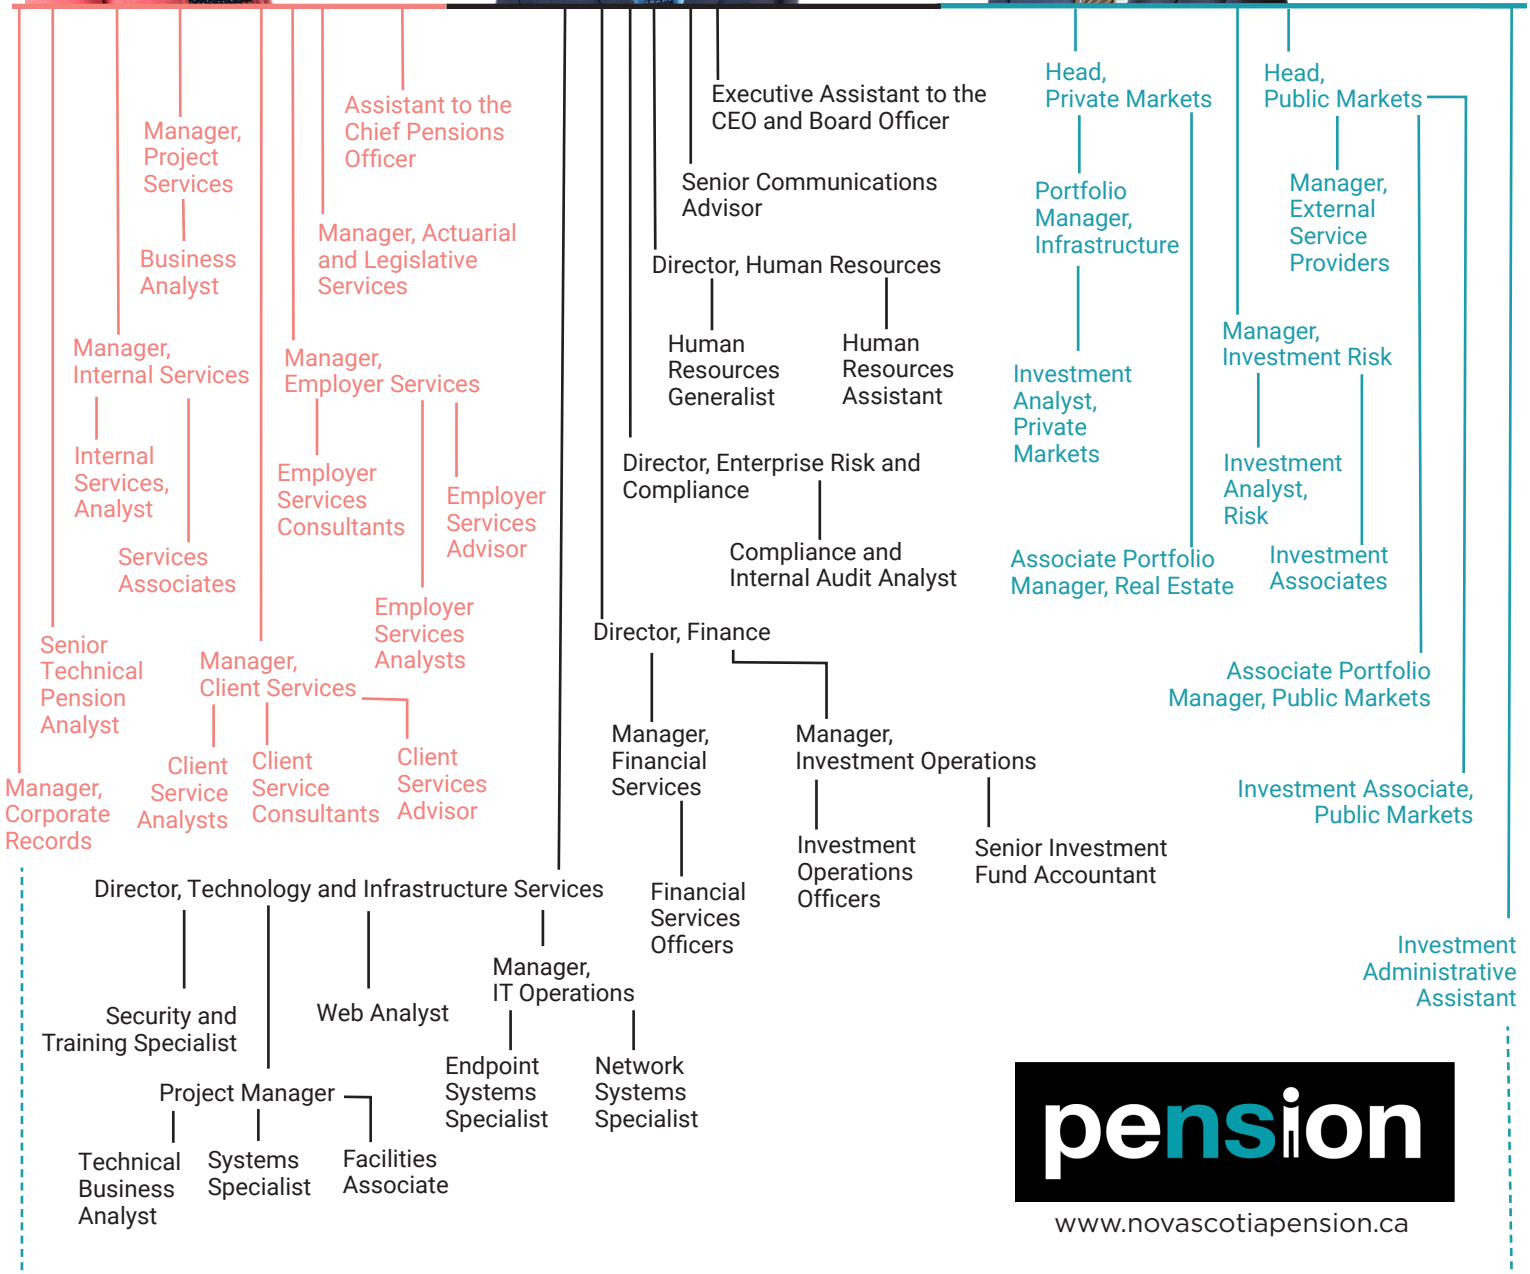 Assistant to the
Chief Pensions
Officer
Manager,
Project
Services
Business
Analyst
Manager, Actuarial
and Legislative
Services
Manager,
Internal Services
Internal
Services,
Analyst
Services
Associates
Manager,
Employer Services
Employer
Services
Consultants
Employer
Services
Advisor
Employer
Services
Analysts
Senior
Technical
Pension
Analyst
Manager,
Client Services
Client
Service
Analysts
Client
Service
Consultants
Client
Services
Advisor
Manager,
Corporate
Records
Executive Assistant to the
CEO and Board Officer
Senior Communications
Advisor
Director, Human Resources
Human
Resources
Generalist
Human
Resources
Assistant
Director, Enterprise Risk and
Compliance
Compliance and
Internal Audit Analyst
Director, Finance
Manager,
Financial
Services
Financial
Services
Officers
Manager,
Investment Operations
Investment
Operations
Officers
Senior Investment
Fund Accountant
Director, Technology and Infrastructure Services
Security and
Training Specialist
Web Analyst
Manager,
IT Operations
Endpoint
Systems
Specialist
Network
Systems
Specialist
Project Manager
Technical
Business
Analyst
Systems
Specialist
Facilities
Associate
Head,
Private Markets
Portfolio
Manager,
Infrastructure
Investment
Analyst,
Private
Markets
Associate Portfolio
Manager, Real Estate
Head,
Public Markets
Manager,
External
Service
Providers
Manager,
Investment Risk
Investment
Analyst,
Risk
Investment
Associates
Associate Portfolio
Manager, Public Markets
Investment Associate,
Public Markets
Investment
Administrative
Assistant
pension
www.novascotiapension.ca